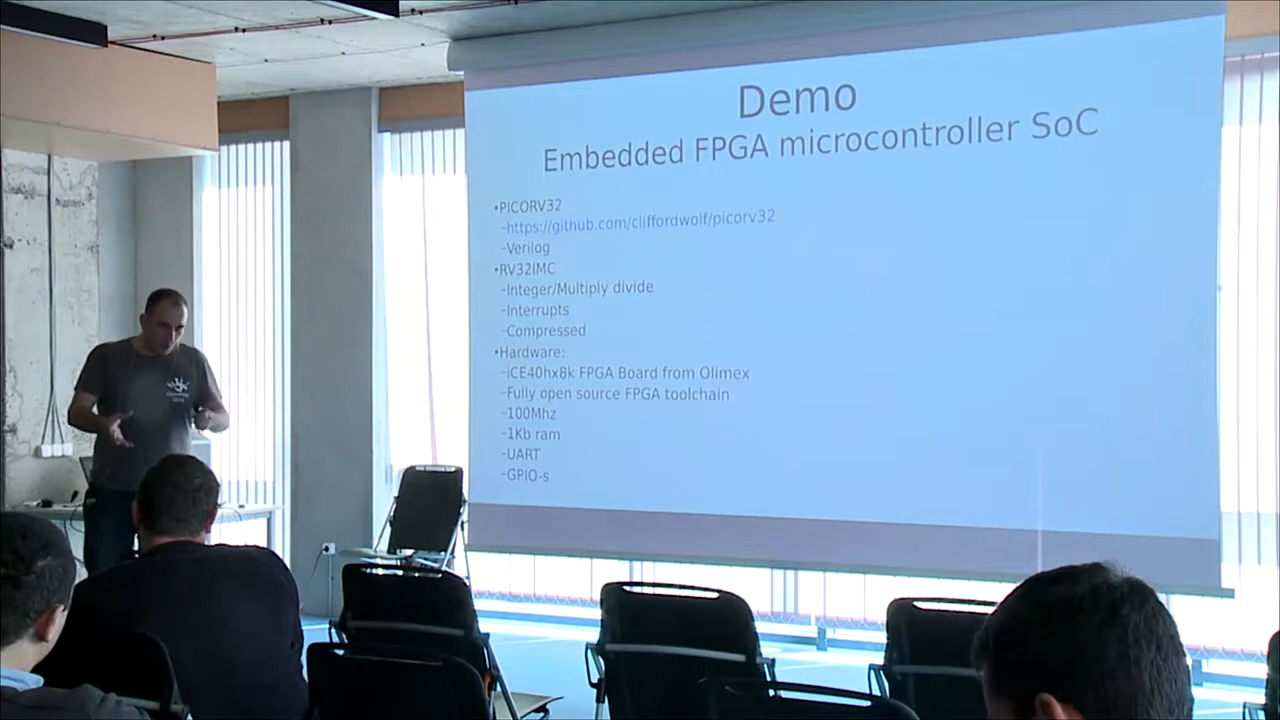 Demo
Embedded FPGA microcontroller SoC
•PICORV32
–https://github.com/cliffordwolf/picorv32
–Verilog
•RV32IMC
–Integer/Multiply divide
–Interrupts
–Compressed
•Hardware:
–iCE40hx8k FPGA Board from Olimex
–Fully open source FPGA toolchain
–100Mhz
–1Kb ram
–UART
–GPIO-s